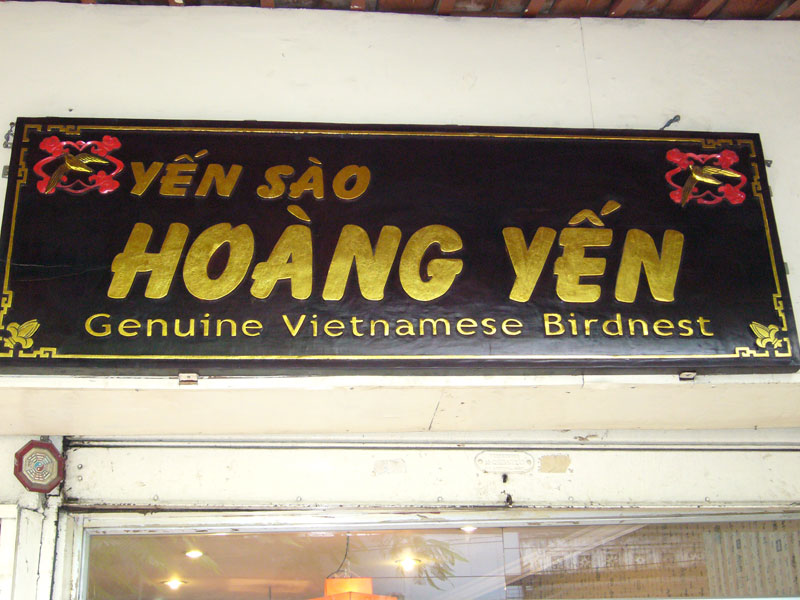 YẾN SÀO
HOÀNG YẾN
Genuine Vietnamese Birdnest